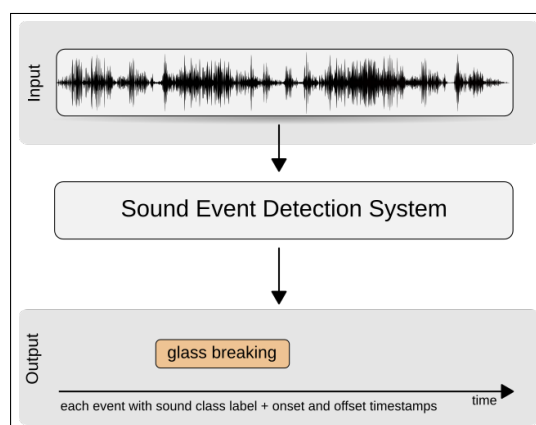 Input
Sound Event Detection System
Output
glass breaking
time
each event with sound class label + onset and offset timestamps